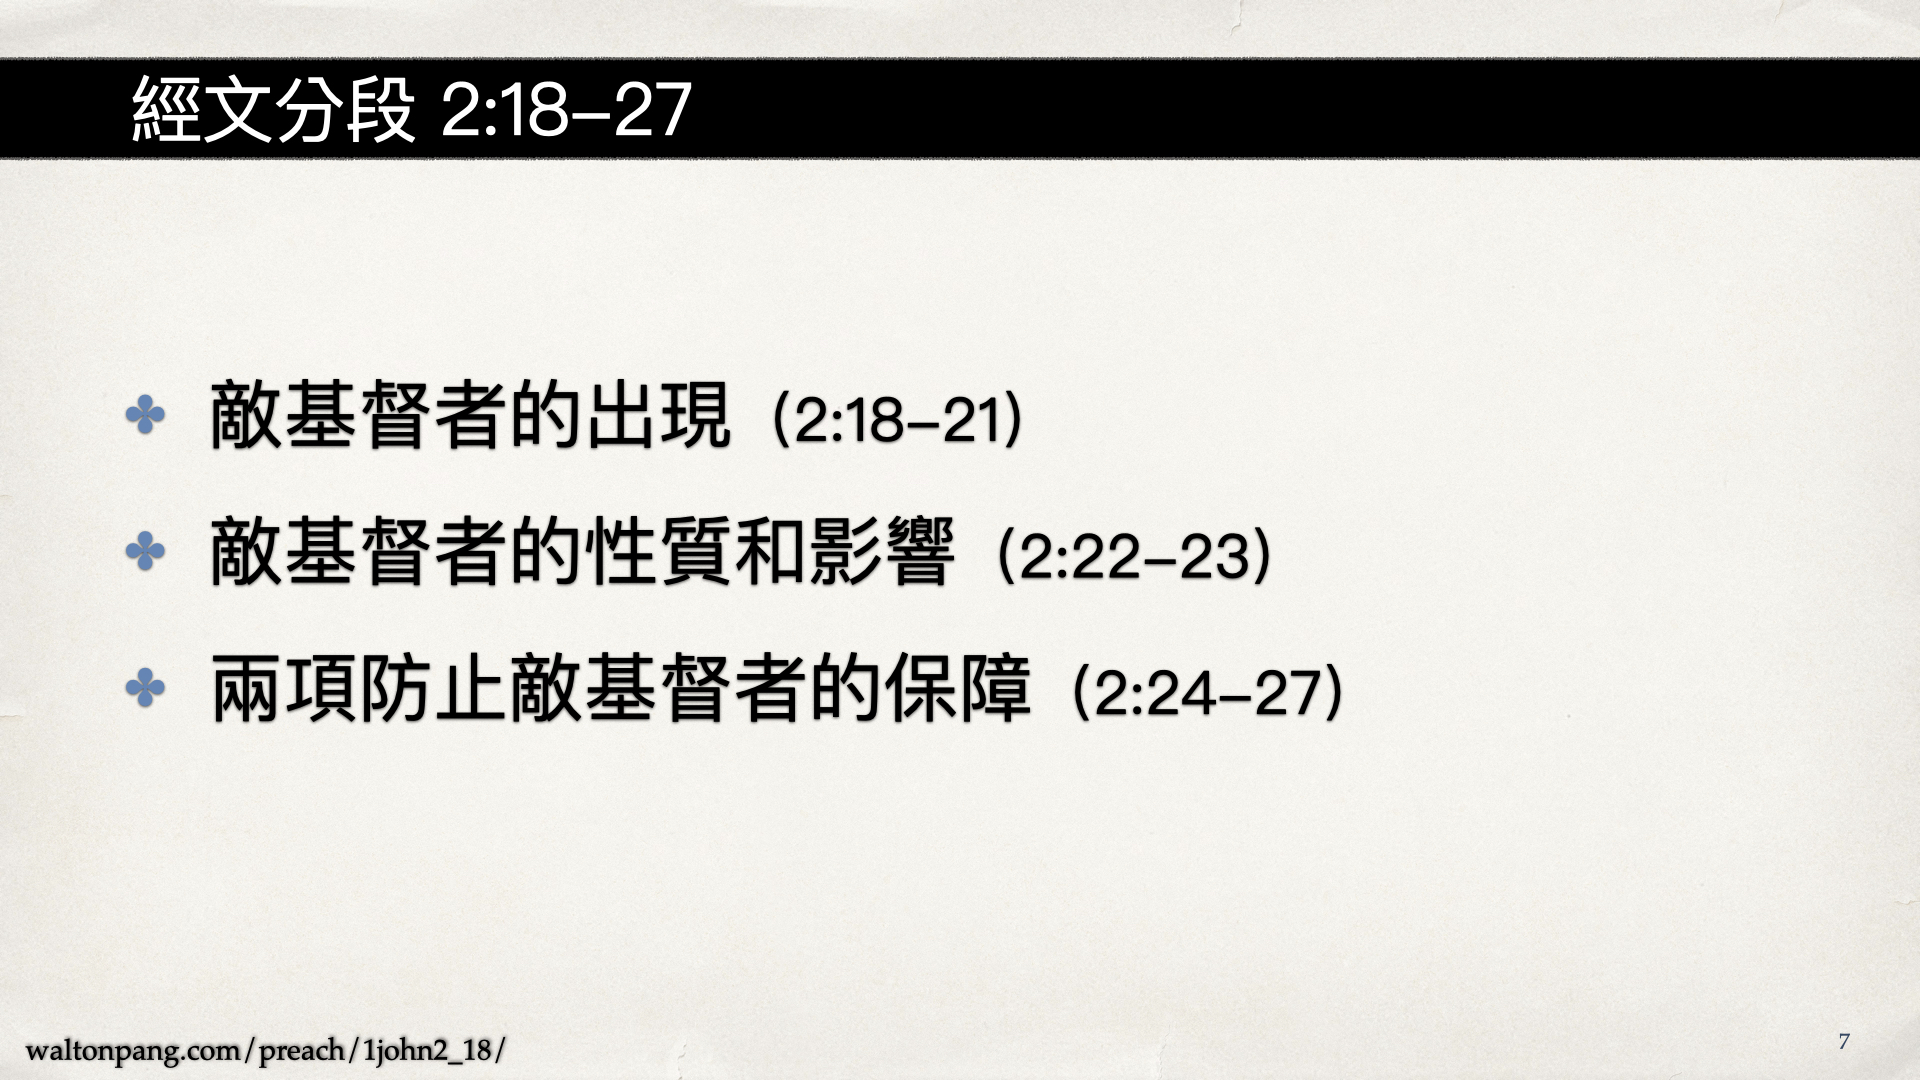 經文分段 2:18–27
敵基督者的出現 (2:18–21)
敵基督者的性質和影響 (2:22–23)
兩項防止敵基督者的保障 (2:24–27)
waltonpang.com/preach/1john2_18/
7